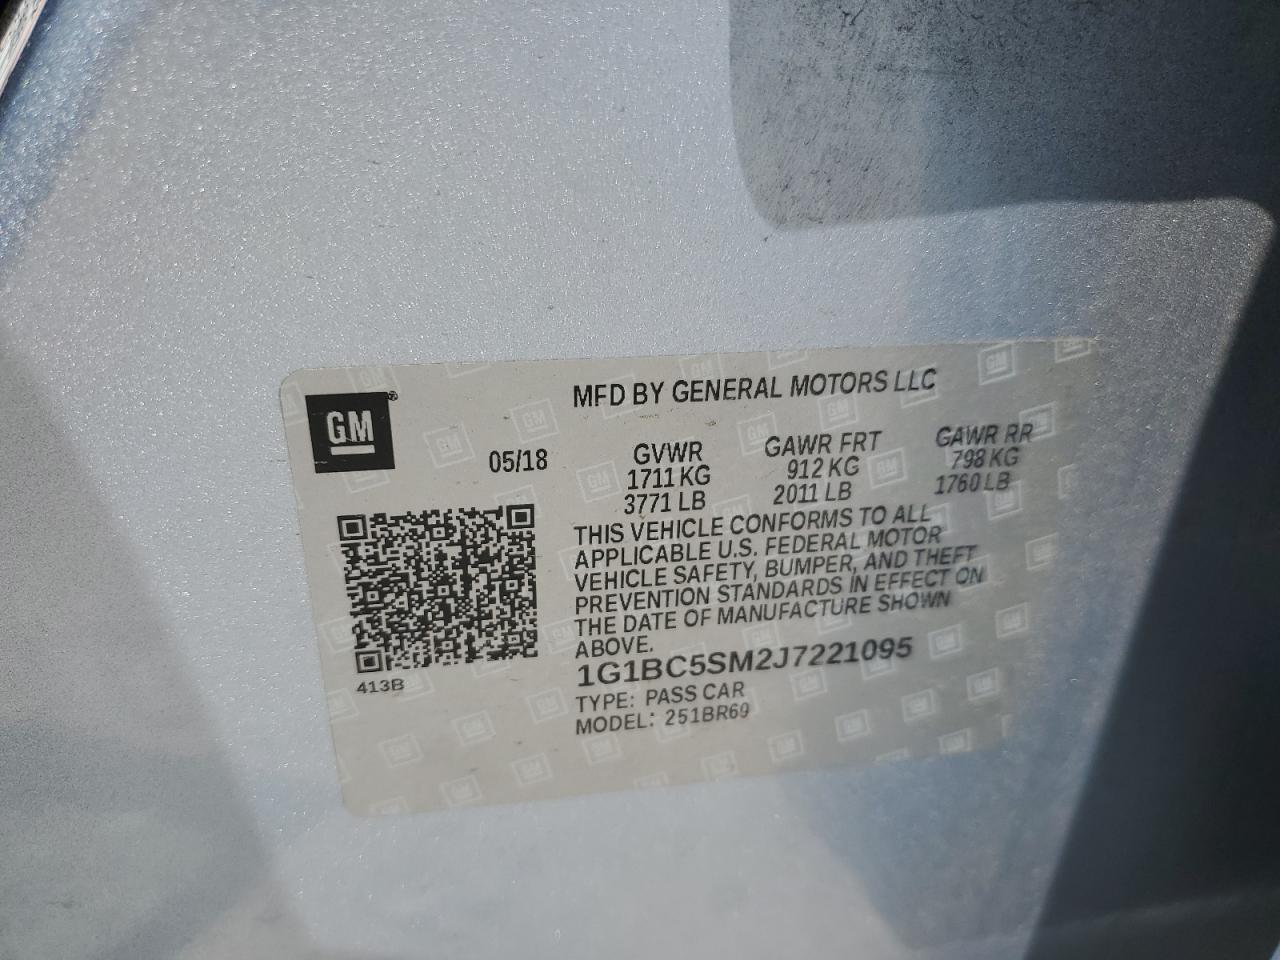 GM
MFD BY GENERAL MOTORS LLC
05/18
GVWR
1711 KG
3771 LB
GAWR FRT
912 KG
2011 LB
GAWR RR
798 KG
1760 LB
THIS VEHICLE CONFORMS TO ALL
APPLICABLE U.S. FEDERAL MOTOR
VEHICLE SAFETY, BUMPER, AND THEFT
PREVENTION STANDARDS IN EFFECT ON
THE DATE OF MANUFACTURE SHOWN
ABOVE.
1G1BC5SM2J7221095
TYPE: PASS CAR
MODEL: 251BR69
413B